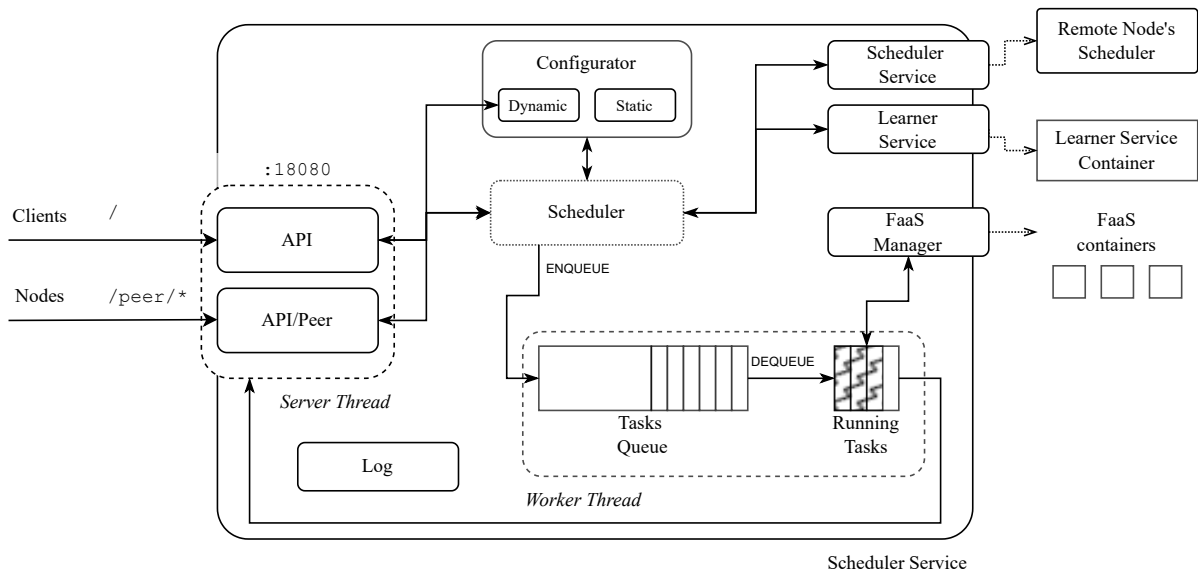 Configurator
Dynamic
Static
Scheduler
Service
Remote Node's
Scheduler
Learner
Service
Learner Service
Container
:18080
Clients /
API
Scheduler
FaaS
Manager
FaaS
containers
ENQUEUE
Nodes /peer/*
API/Peer
DEQUEUE
Server Thread
Tasks
Queue
Running
Tasks
Log
Worker Thread
Scheduler Service